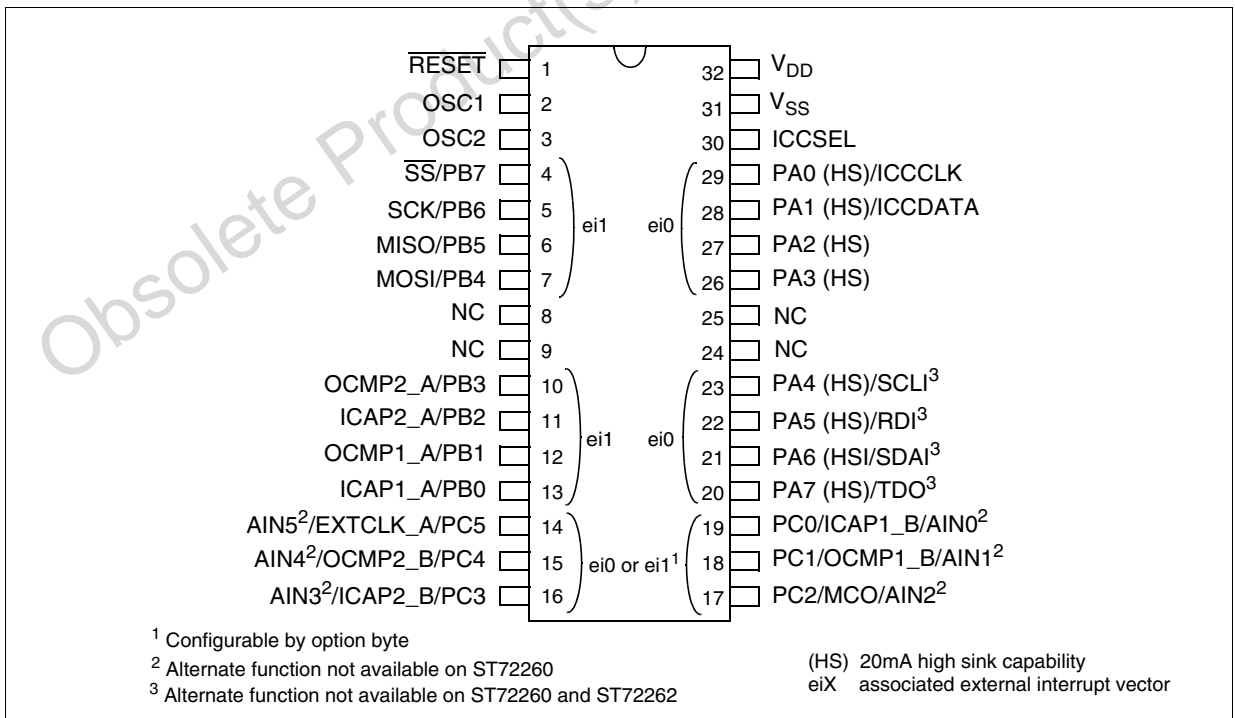 Obsolete Product(s)
RESET 1 32 VDD
OSC1 2 31 VSS
OSC2 3 30 ICCSEL
SS/PB7 4 29 PA0 (HS)/ICCCLK
SCK/PB6 5 28 PA1 (HS)/ICCDATA
ei1 ei0
MISO/PB5 6 27 PA2 (HS)
MOSI/PB4 7 26 PA3 (HS)
NC 8 25 NC
NC 9 24 NC
OCMP2_A/PB3 10 23 PA4 (HS)/SCLI3
ICAP2_A/PB2 11 22 PA5 (HS)/RDI3
ei1 ei0
OCMP1_A/PB1 12 21 PA6 (HSI/SDAI3
ICAP1_A/PB0 13 20 PA7 (HS)/TDO3
AIN52/EXTCLK_A/PC5 14 19 PC0/ICAP1_B/AIN02
AIN42/OCMP2_B/PC4 15 ei0 or ei11 18 PC1/OCMP1_B/AIN12
AIN32/ICAP2_B/PC3 16 17 PC2/MCO/AIN22
1 Configurable by option byte
2 Alternate function not available on ST72260
3 Alternate function not available on ST72260 and ST72262
(HS) 20mA high sink capability
eiX associated external interrupt vector